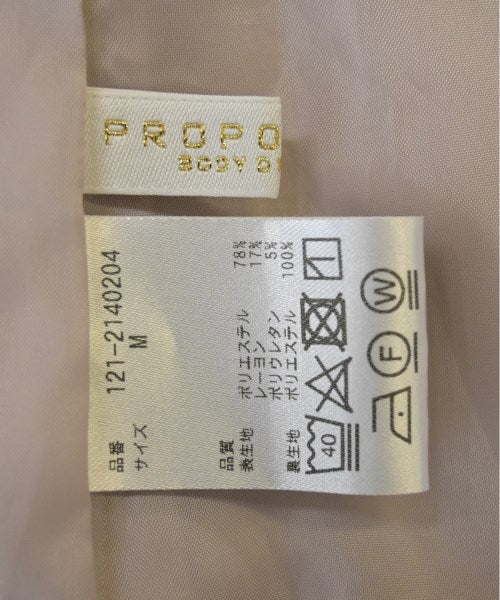 PROPO
BODY D
品番 121-2140204
サイズ M
品質
表生地 ポリエステル 78%
レーヨン 17%
ポリウレタン 5%
裏生地 ポリエステル 100%
40
F
W